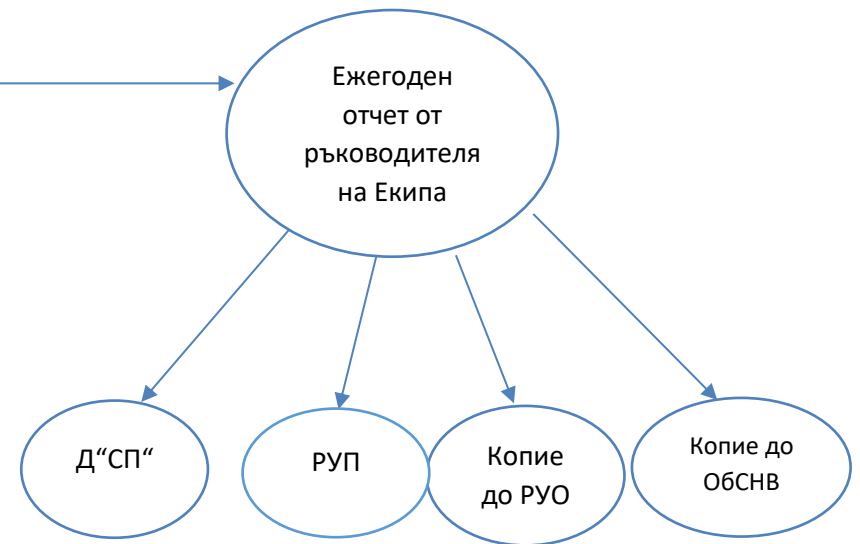 Ежегоден
отчет от
ръководителя
на Екипа
Д“СП“
РУП
Копие
до РУО
Копие до
ОбСНВ